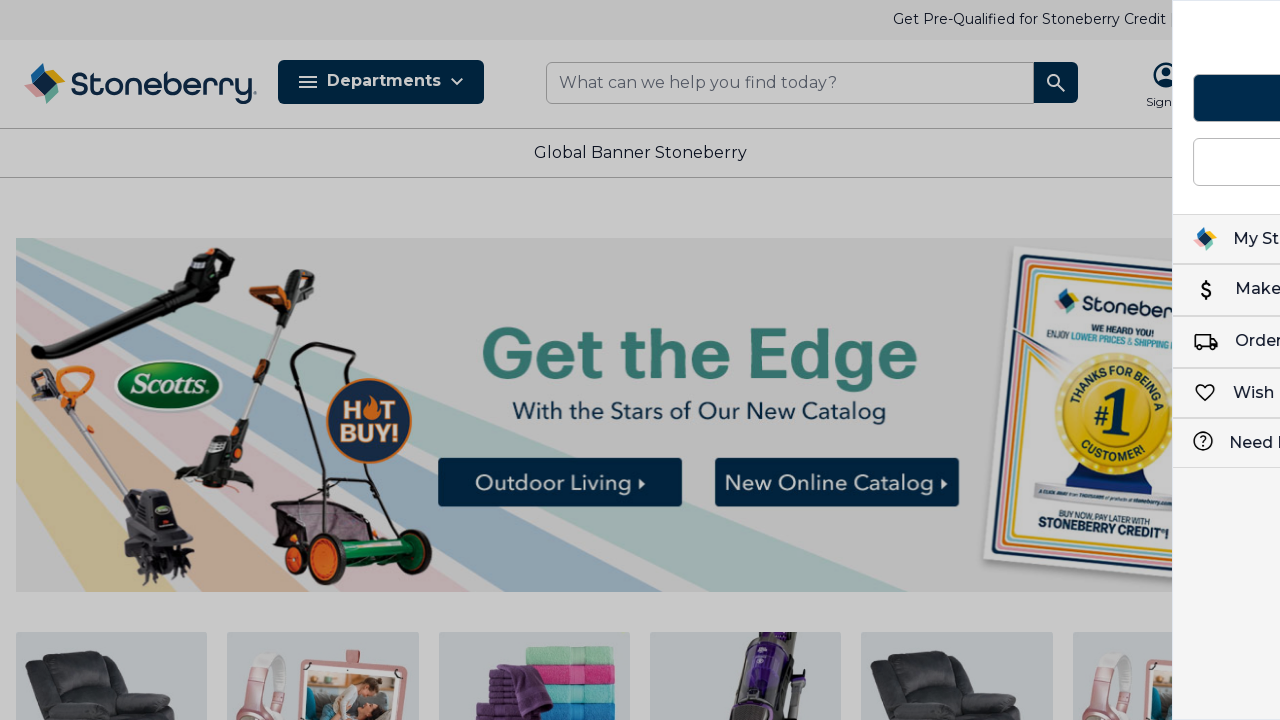 Get Pre-Qualified for Stoneberry Credit
Stoneberry
Departments
What can we help you find today?
Sign
Global Banner Stoneberry
My St
Make
Order
Wish
Need
Scotts
HOT
BUY!
Get the Edge
With the Stars of Our New Catalog
Outdoor Living
New Online Catalog
Stoneberry
WE HEARD YOU!
ENJOY LOWER PRICES & SHIPPING
THANKS FOR BEING A
#1
CUSTOMER!
BUY NOW, PAY LATER WITH
STONEBERRY CREDIT